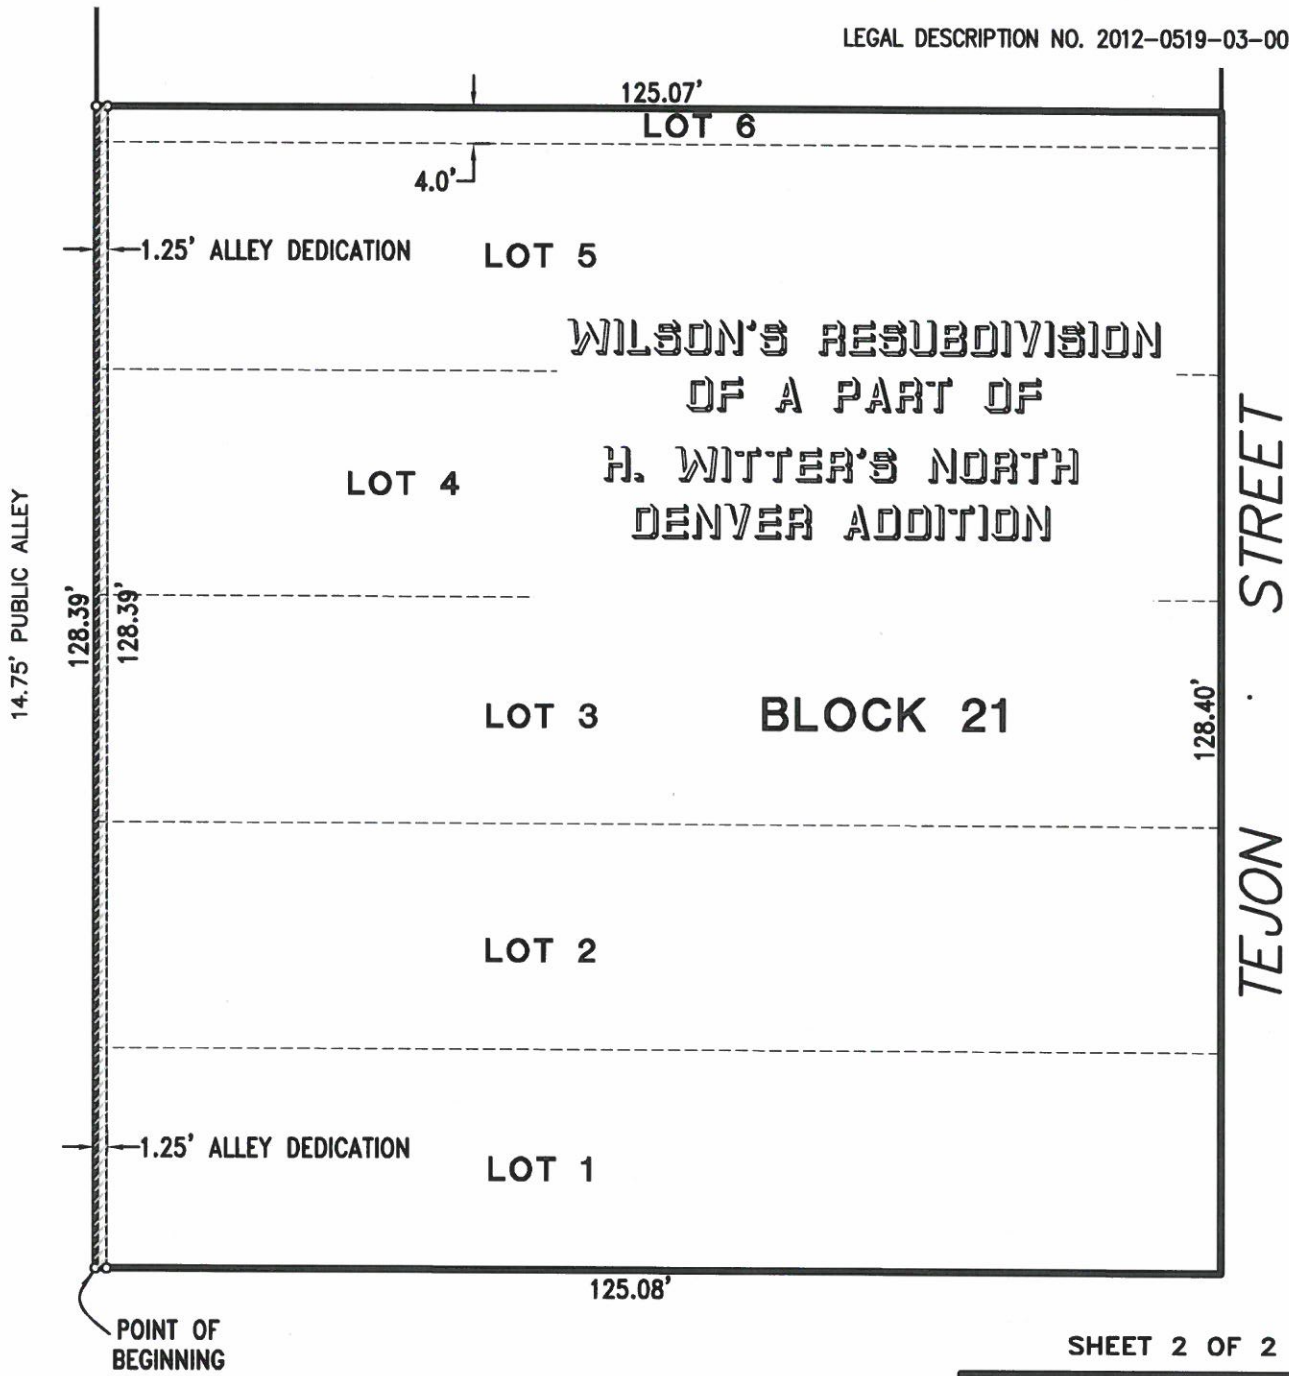 LEGAL DESCRIPTION NO. 2012-0519-03-00
125.07'
LOT 6
4.0'
1.25' ALLEY DEDICATION
LOT 5
WILSON'S RESUBDIVISION
OF A PART OF
H. WITTER'S NORTH
DENVER ADDITION
LOT 4
14.75' PUBLIC ALLEY
128.39'
128.39'
LOT 3
BLOCK 21
128.40'
TEJON STREET
LOT 2
1.25' ALLEY DEDICATION
LOT 1
125.08'
POINT OF
BEGINNING
SHEET 2 OF 2